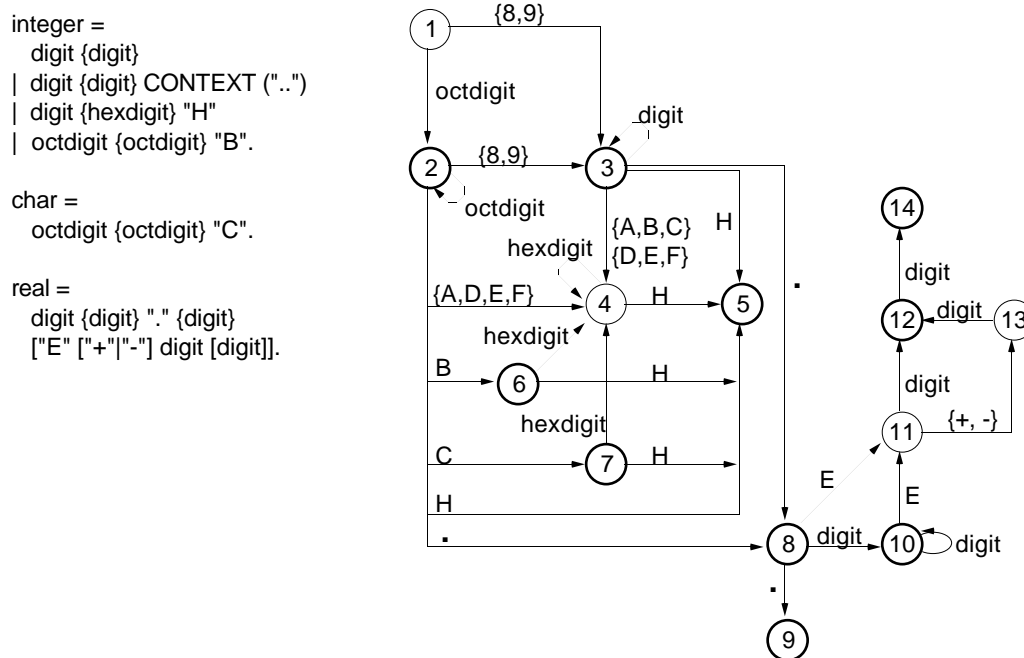 integer =
digit {digit}
| digit {digit} CONTEXT ("..")
| digit {hexdigit} "H"
| octdigit {octdigit} "B".
char =
octdigit {octdigit} "C".
real =
digit {digit} "." {digit}
["E" ["+"|"-"] digit [digit]].
1
{8,9}
octdigit
digit
2
{8,9}
3
octdigit
{A,B,C}
{D,E,F}
H
14
hexdigit
digit
{A,D,E,F}
4
H
5
.
12
digit
13
hexdigit
B
6
H
digit
hexdigit
11
{+, -}
C
7
H
E
E
H
.
8
digit
10
digit
.
9